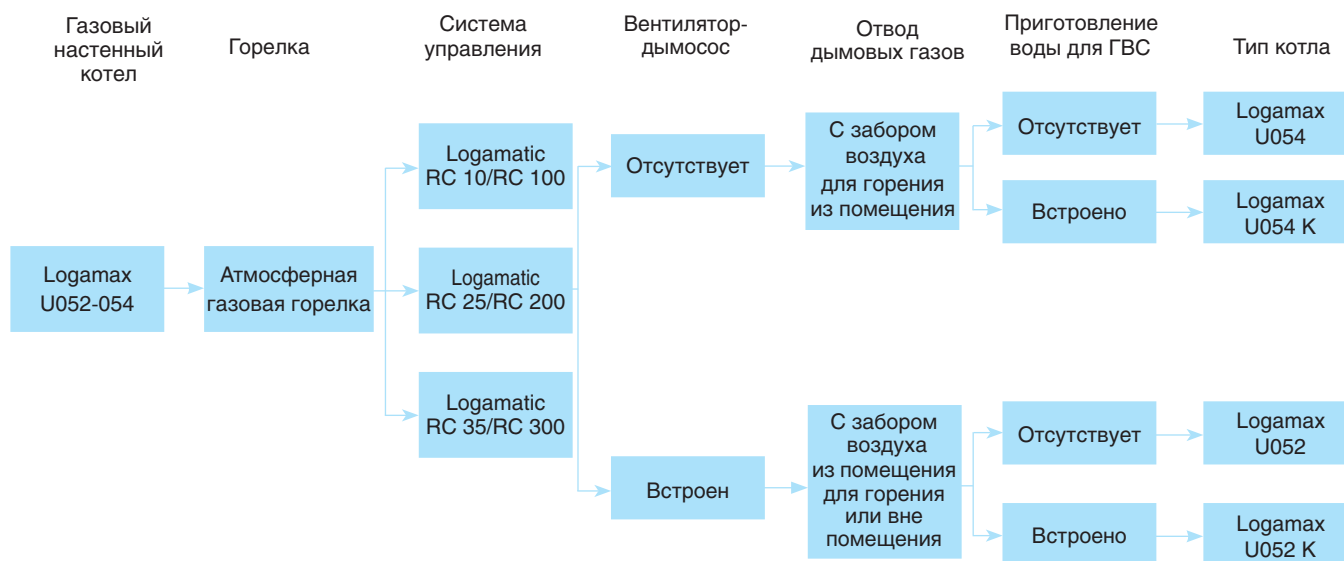 Газовый
настенный
котел
Горелка
Система
управления
Вентилятор-
дымосос
Отвод
дымовых газов
Приготовление
воды для ГВС
Тип котла
Logamax
U052-054
Атмосферная
газовая горелка
Logamatic
RC 10/RC 100
Logamatic
RC 25/RC 200
Logamatic
RC 35/RC 300
Отсутствует
Встроен
С забором
воздуха
для горения
из помещения
С забором
воздуха
из помещения
для горения
или вне
помещения
Отсутствует
Встроено
Отсутствует
Встроено
Logamax
U054
Logamax
U054 K
Logamax
U052
Logamax
U052 K